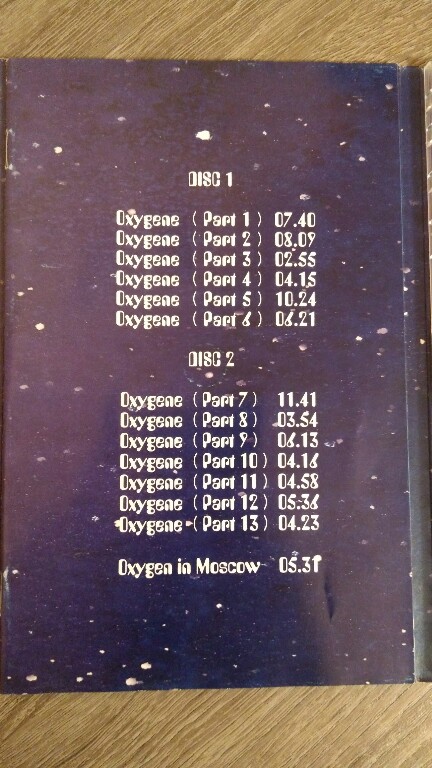 DISC 1
Oxygene ( Part 1 ) 07.40
Oxygene ( Part 2 ) 08.09
Oxygene ( Part 3 ) 02.55
Oxygene ( Part 4 ) 04.15
Oxygene ( Part 5 ) 10.24
Oxygene ( Part 6 ) 06.21
DISC 2
Oxygene ( Part 7 ) 11.41
Oxygene ( Part 8 ) 03.54
Oxygene ( Part 9 ) 06.13
Oxygene ( Part 10 ) 04.16
Oxygene ( Part 11 ) 04.58
Oxygene ( Part 12 ) 05.36
Oxygene ( Part 13 ) 04.23
Oxygen in Moscow 05.31